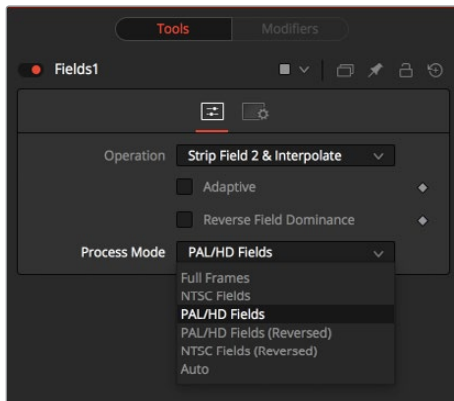 Tools Modifiers
Fields1
Operation Strip Field 2 & Interpolate
Adaptive
Reverse Field Dominance
Process Mode PAL/HD Fields
Full Frames
NTSC Fields
PAL/HD Fields
PAL/HD Fields (Reversed)
NTSC Fields (Reversed)
Auto